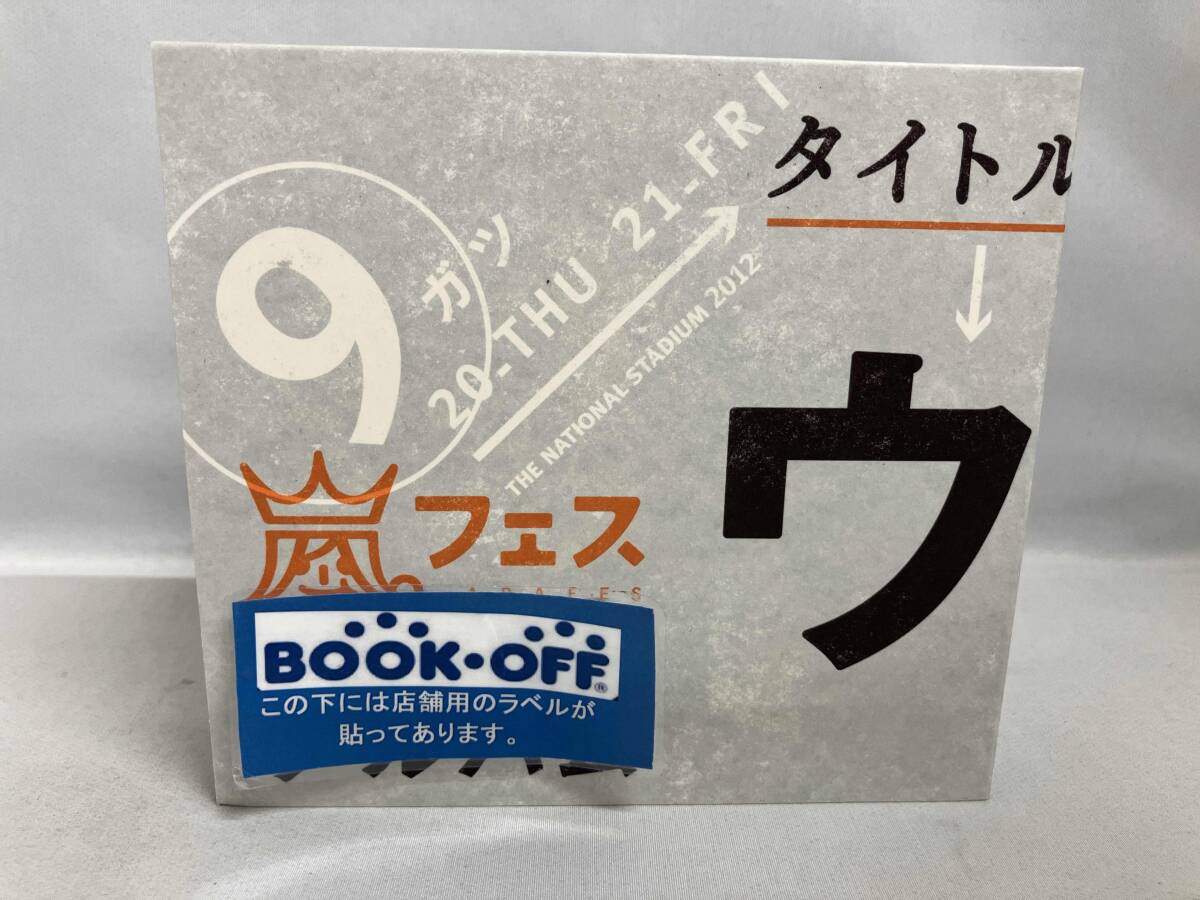 タイトル
9
ガツ
20-THU 21-FRI
THE NATIONAL STADIUM 2012
ウ
嵐フェス
ARAFES
BOOK・OFF®
この下には店舗用のラベルが
貼ってあります。